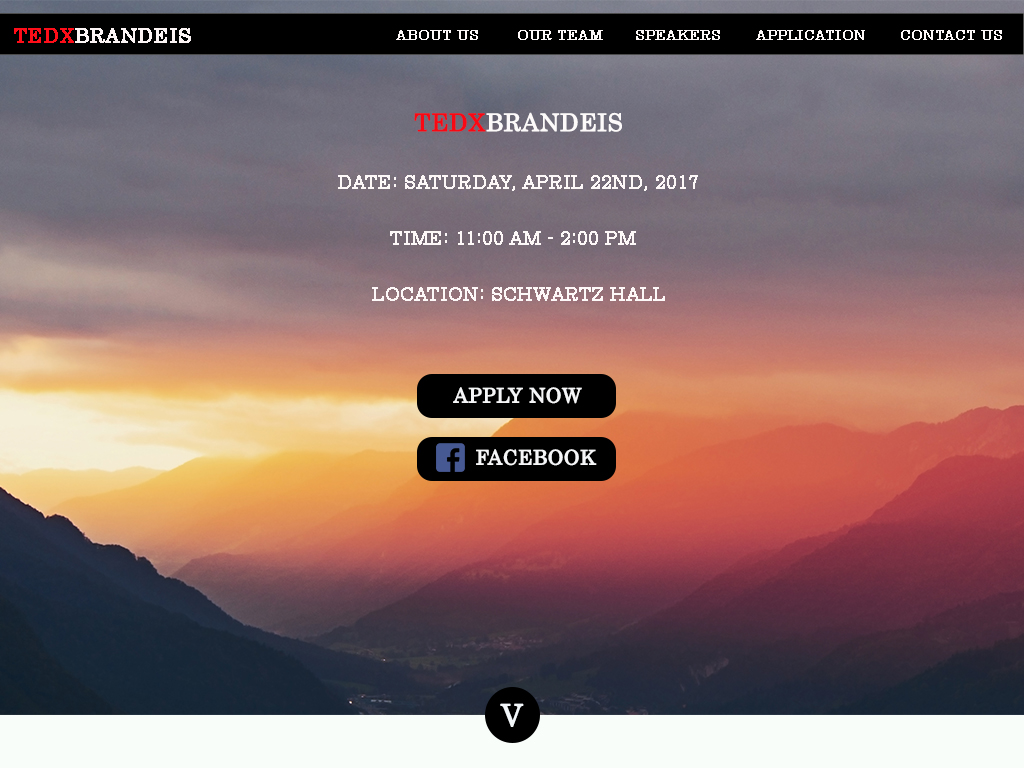 TEDXBRANDEIS ABOUT US OUR TEAM SPEAKERS APPLICATION CONTACT US
TEDXBRANDEIS
DATE: SATURDAY, APRIL 22ND, 2017
TIME: 11:00 AM - 2:00 PM
LOCATION: SCHWARTZ HALL
APPLY NOW
FACEBOOK
V